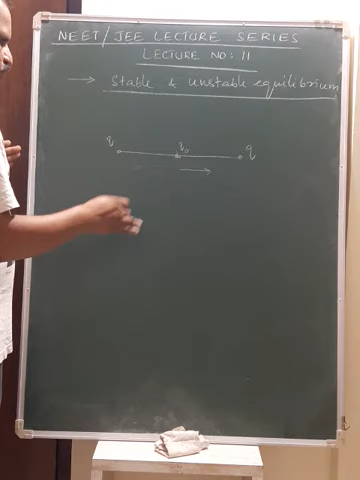 NEET/JEE LECTURE SERIES
LECTURE NO: 11
→ Stable & unstable equilibrium
q q₀ q